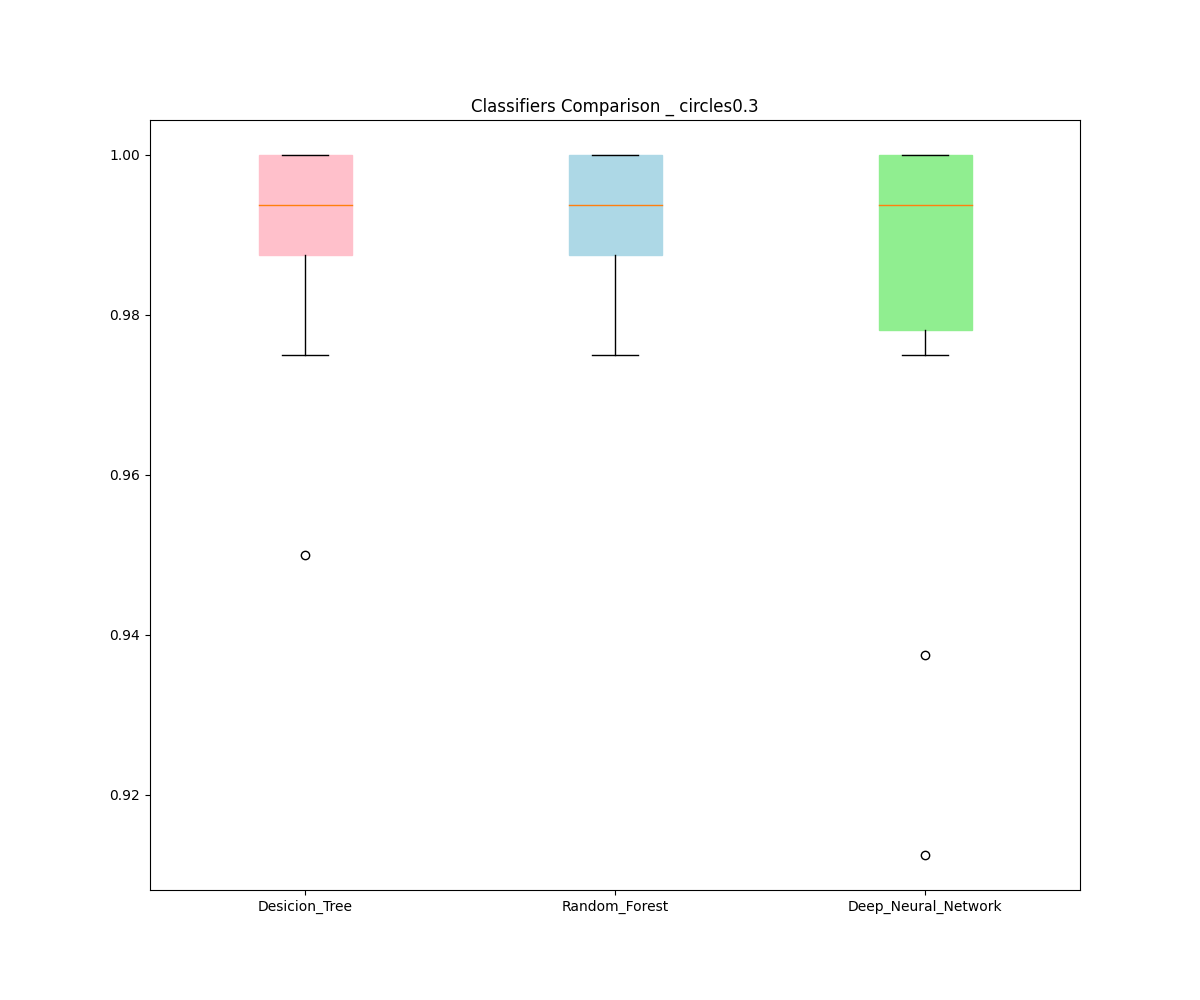 Classifiers Comparison _ circles0.3
1.00
0.98
0.96
0.94
0.92
Desicion_Tree
Random_Forest
Deep_Neural_Network